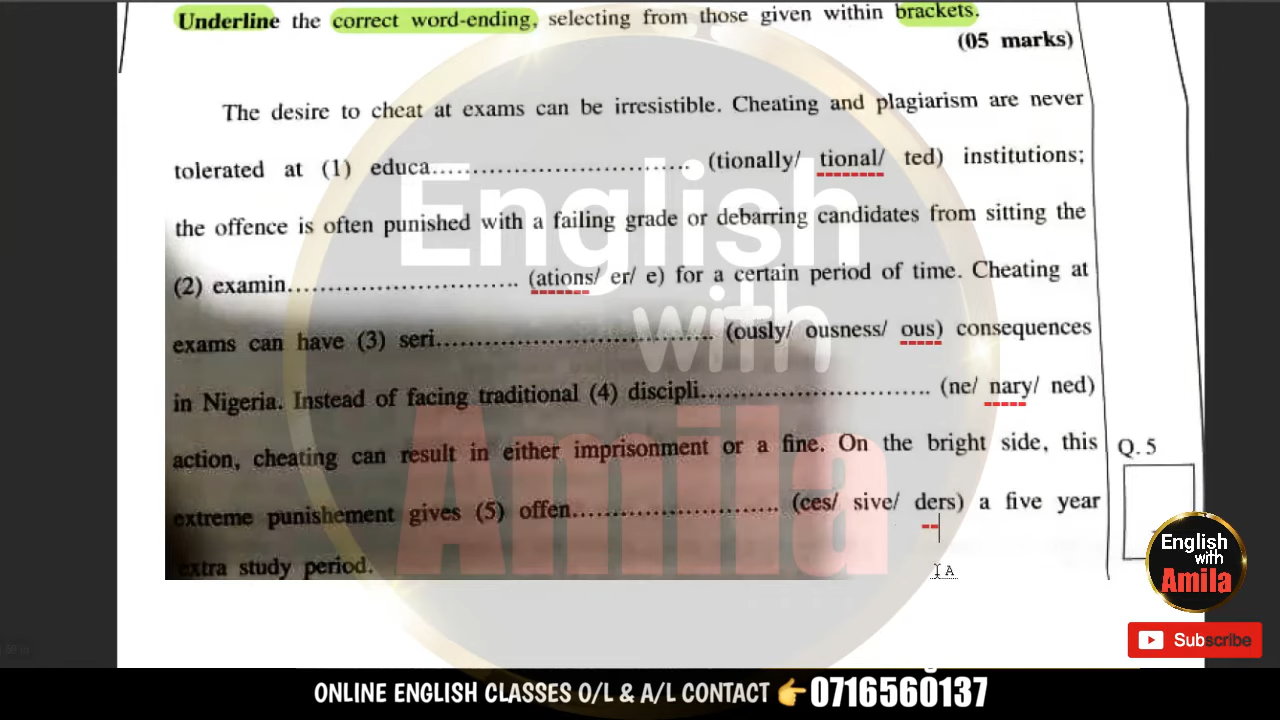 Underline the correct word-ending, selecting from those given within brackets.
(05 marks)
The desire to cheat at exams can be irresistible. Cheating and plagiarism are never
tolerated at (1) educa.............................. (tionally/ tional/ ted) institutions;
the offence is often punished with a failing grade or debarring candidates from sitting the
(2) examin.............................. (ations/ er/ e) for a certain period of time. Cheating at
exams can have (3) seri.............................. (ously/ ousness/ ous) consequences
in Nigeria. Instead of facing traditional (4) discipli.............................. (ne/ nary/ ned)
action, cheating can result in either imprisonment or a fine. On the bright side, this
Q. 5
extreme punishement gives (5) offen.............................. (ces/ sive/ ders) a five year
extra study period.
English
with
Amila
English
with
Amila
Subscribe
ONLINE ENGLISH CLASSES O/L & A/L CONTACT 👉0716560137